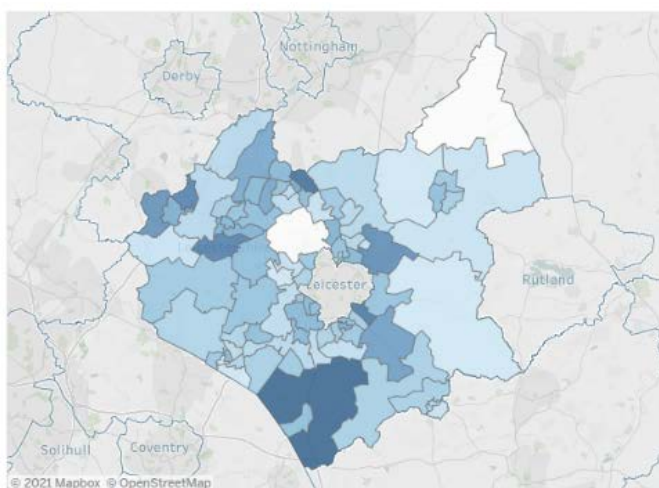 Nottingham
Derby
Leicester
Rutland
Solihull
Coventry
© 2021 Mapbox © OpenStreetMap